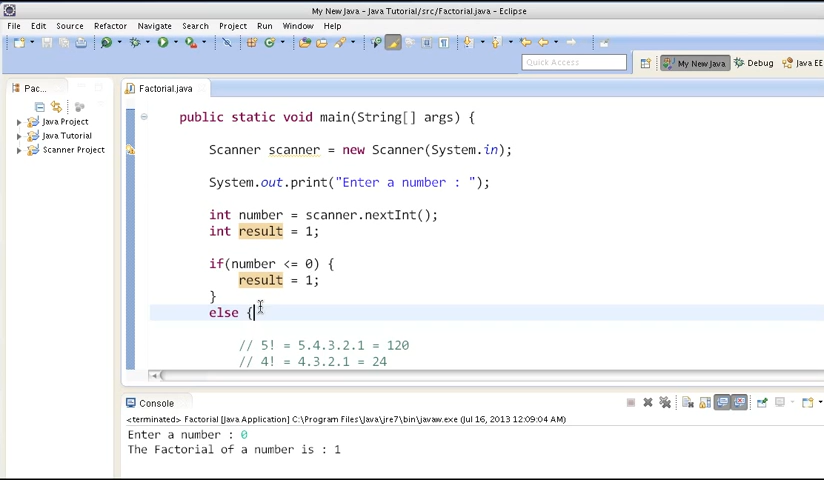 My New Java - Java Tutorial/src/Factorial.java - Eclipse
File Edit Source Refactor Navigate Search Project Run Window Help
Quick Access My New Java Debug Java EE
Pac... Factorial.java
Java Project
Java Tutorial
Scanner Project
public static void main(String[] args) {
Scanner scanner = new Scanner(System.in);
System.out.print("Enter a number : ");
int number = scanner.nextInt();
int result = 1;
if(number <= 0) {
result = 1;
}
else {
// 5! = 5.4.3.2.1 = 120
// 4! = 4.3.2.1 = 24
Console
<terminated> Factorial [Java Application] C:\Program Files\Java\jre7\bin\javaw.exe (Jul 16, 2013 12:09:04 AM)
Enter a number : 0
The Factorial of a number is : 1